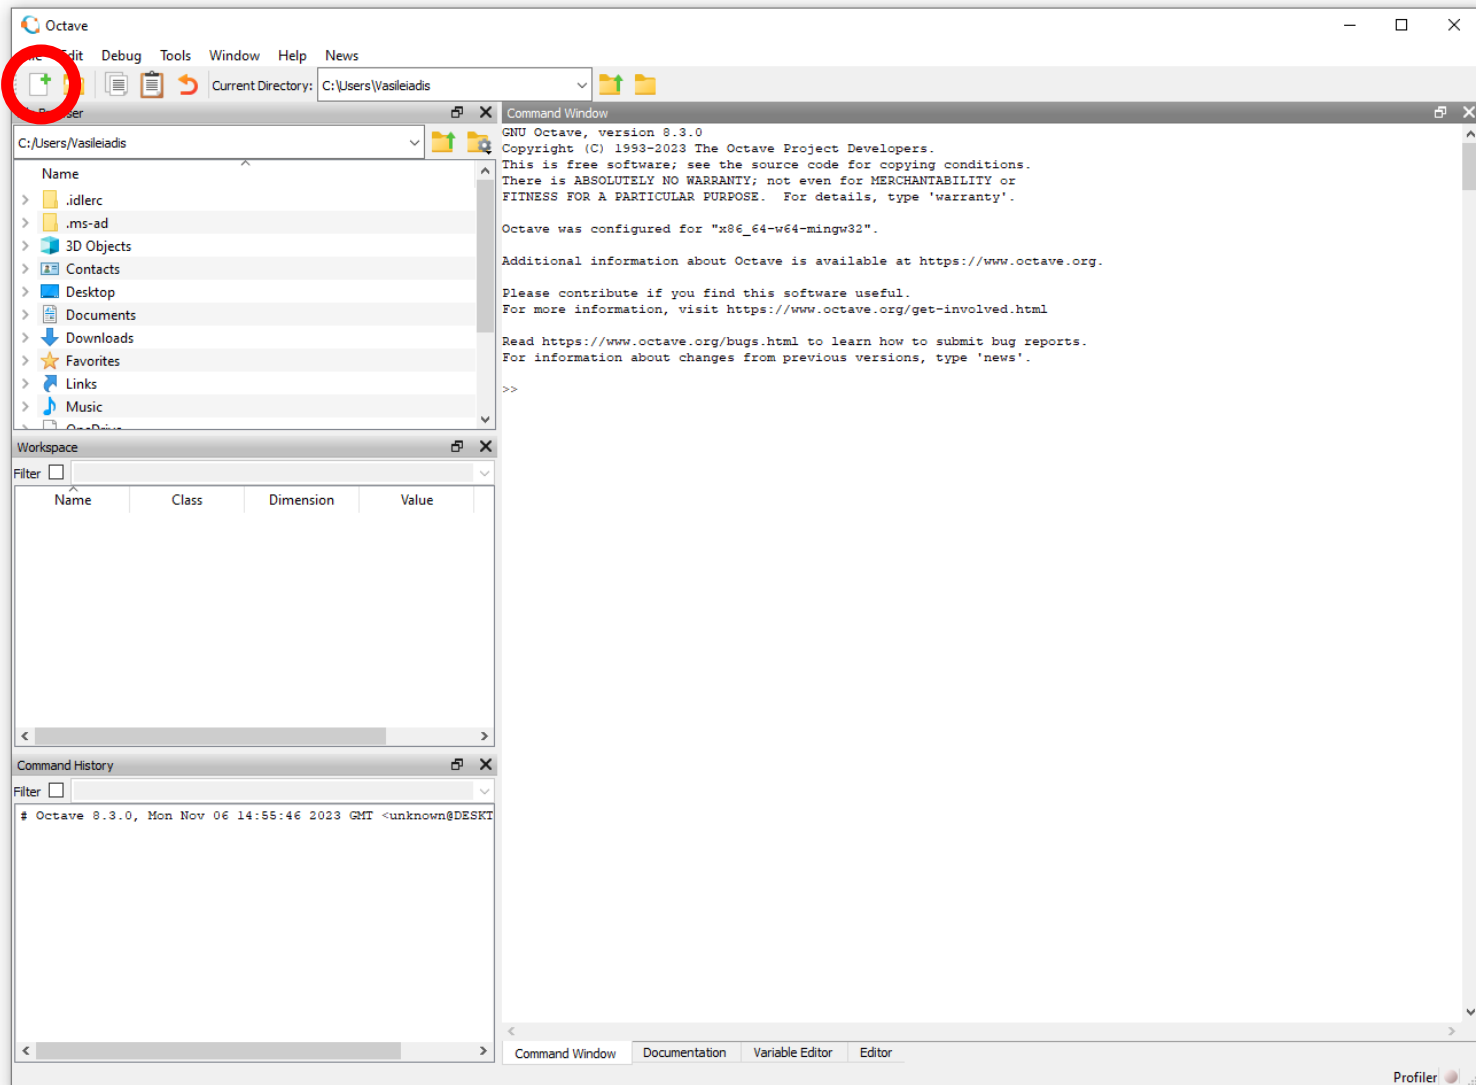 Octave
Edit Debug Tools Window Help News
Current Directory: C:\Users\Vasileiadis
Command Window
C:/Users/Vasileiadis
Name
.idlerc
.ms-ad
3D Objects
Contacts
Desktop
Documents
Downloads
Favorites
Links
Music
OneDrive
Workspace
Filter
Name Class Dimension Value
Command History
Filter
# Octave 8.3.0, Mon Nov 06 14:55:46 2023 GMT <unknown@DESKT
GNU Octave, version 8.3.0
Copyright (C) 1993-2023 The Octave Project Developers.
This is free software; see the source code for copying conditions.
There is ABSOLUTELY NO WARRANTY; not even for MERCHANTABILITY or
FITNESS FOR A PARTICULAR PURPOSE.  For details, type 'warranty'.
Octave was configured for "x86_64-w64-mingw32".
Additional information about Octave is available at https://www.octave.org.
Please contribute if you find this software useful.
For more information, visit https://www.octave.org/get-involved.html
Read https://www.octave.org/bugs.html to learn how to submit bug reports.
For information about changes from previous versions, type 'news'.
>>
Command Window Documentation Variable Editor Editor
Profiler